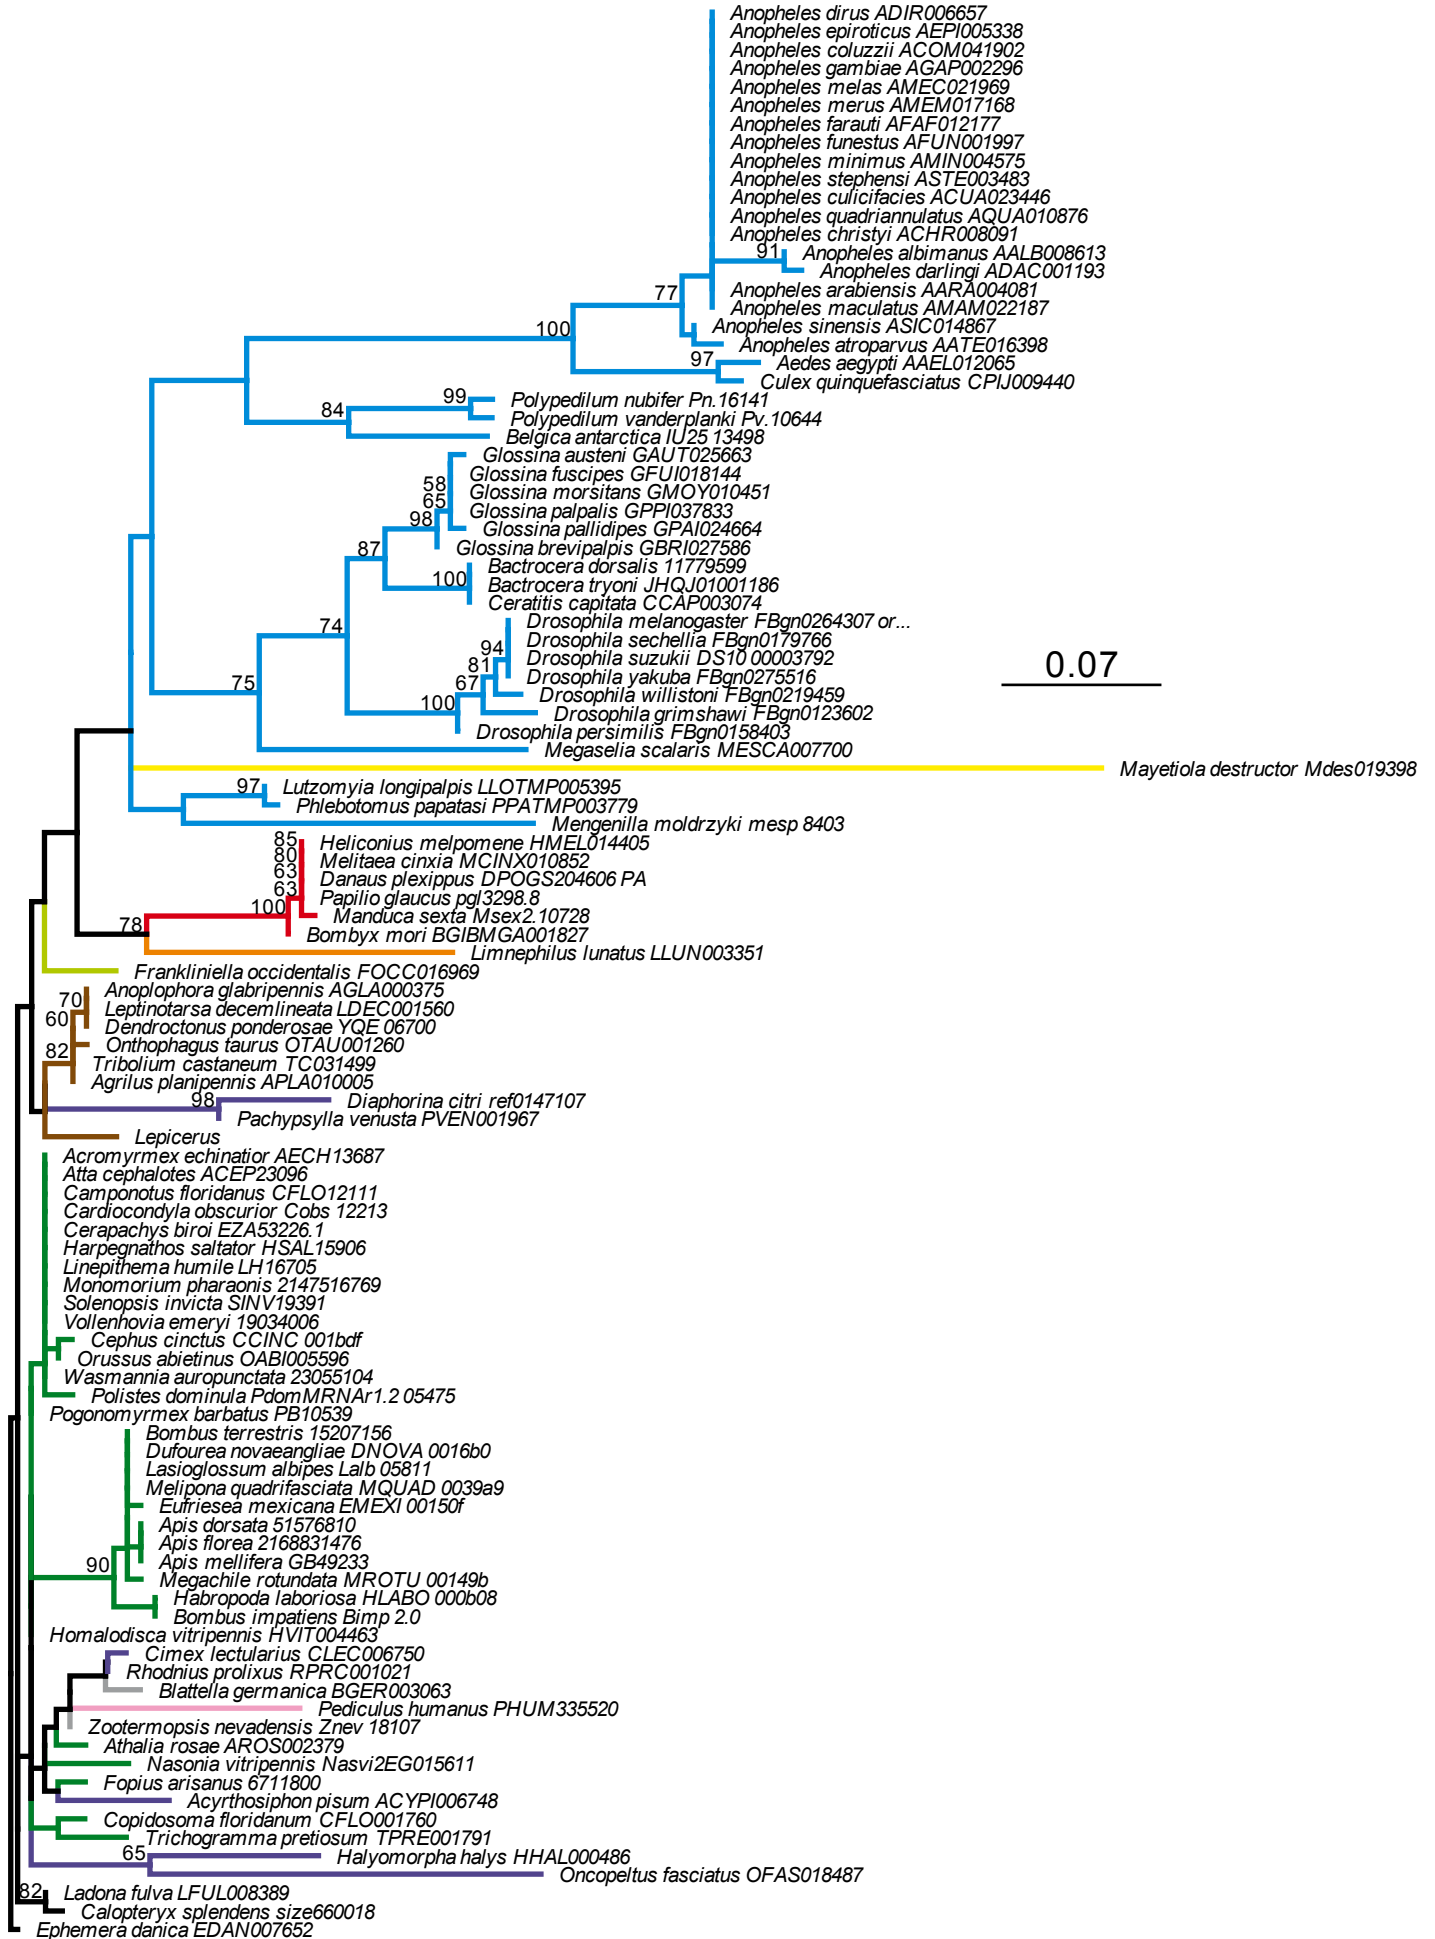 Anopheles dirus ADIR006657
Anopheles epiroticus AEPI005338
Anopheles coluzzii ACOM041902
Anopheles gambiae AGAP002296
Anopheles melas AMEC021969
Anopheles merus AMEM017168
Anopheles farauti AFAF012177
Anopheles funestus AFUN001997
Anopheles minimus AMIN004575
Anopheles stephensi ASTE003483
Anopheles culicifacies ACUA023446
Anopheles quadriannulatus AQUA010876
Anopheles christyi ACHR008091
91 Anopheles albimanus AALB008613
Anopheles darlingi ADAC001193
77 Anopheles arabiensis AARA004081
Anopheles maculatus AMAM022187
100 Anopheles sinensis ASIC014867
Anopheles atroparvus AATE016398
97 Aedes aegypti AAEL012065
Culex quinquefasciatus CPIJ009440
99 Polypedilum nubifer Pn.16141
84 Polypedilum vanderplanki Pv.10644
Belgica antarctica IU25 13498
Glossina austeni GAUT025663
Glossina fuscipes GFUI018144
58 Glossina morsitans GMOY010451
65 Glossina palpalis GPPI037833
98 Glossina pallidipes GPAI024664
87 Glossina brevipalpis GBRI027586
Bactrocera dorsalis 11779599
100 Bactrocera tryoni JHQJ01001186
Ceratitis capitata CCAP003074
74 Drosophila melanogaster FBgn0264307 or...
Drosophila sechellia FBgn0179766
94 Drosophila suzukii DS10 00003792
81 Drosophila yakuba FBgn0275516
0.07
75 67 Drosophila willistoni FBgn0219459
100 Drosophila grimshawi FBgn0123602
Drosophila persimilis FBgn0158403
Megaselia scalaris MESCA007700
Mayetiola destructor Mdes019398
97 Lutzomyia longipalpis LLOTMP005395
Phlebotomus papatasi PPATMP003779
Mengenilla moldrzyki mesp 8403
85 Heliconius melpomene HMEL014405
80 Melitaea cinxia MCINX010852
63 Danaus plexippus DPOGS204606 PA
63 Papilio glaucus pgl3298.8
100 Manduca sexta Msex2.10728
78 Bombyx mori BGIBMGA001827
Limnephilus lunatus LLUN003351
Frankliniella occidentalis FOCC016969
70 Anoplophora glabripennis AGLA000375
60 Leptinotarsa decemlineata LDEC001560
Dendroctonus ponderosae YQE 06700
82 Onthophagus taurus OTAU001260
Tribolium castaneum TC031499
Agrilus planipennis APLA010005
98 Diaphorina citri ref0147107
Pachypsylla venusta PVEN001967
Lepicerus
Acromyrmex echinatior AECH13687
Atta cephalotes ACEP23096
Camponotus floridanus CFLO12111
Cardiocondyla obscurior Cobs 12213
Cerapachys biroi EZA53226.1
Harpegnathos saltator HSAL15906
Linepithema humile LH16705
Monomorium pharaonis 2147516769
Solenopsis invicta SINV19391
Vollenhovia emeryi 19034006
Cephus cinctus CCINC 001bdf
Orussus abietinus OABI005596
Wasmannia auropunctata 23055104
Polistes dominula PdomMRNAr1.2 05475
Pogonomyrmex barbatus PB10539
Bombus terrestris 15207156
Dufourea novaeangliae DNOVA 0016b0
Lasioglossum albipes Lalb 05811
Melipona quadrifasciata MQUAD 0039a9
Eufriesea mexicana EMEXI 00150f
Apis dorsata 51576810
Apis florea 2168831476
90 Apis mellifera GB49233
Megachile rotundata MROTU 00149b
Habropoda laboriosa HLABO 000b08
Bombus impatiens Bimp 2.0
Homalodisca vitripennis HVIT004463
Cimex lectularius CLEC006750
Rhodnius prolixus RPRC001021
Blattella germanica BGER003063
Pediculus humanus PHUM335520
Zootermopsis nevadensis Znev 18107
Athalia rosae AROS002379
Nasonia vitripennis Nasvi2EG015611
Fopius arisanus 6711800
Acyrthosiphon pisum ACYPI006748
Copidosoma floridanum CFLO001760
Trichogramma pretiosum TPRE001791
65 Halyomorpha halys HHAL000486
Oncopeltus fasciatus OFAS018487
82 Ladona fulva LFUL008389
Calopteryx splendens size660018
Ephemera danica EDAN007652